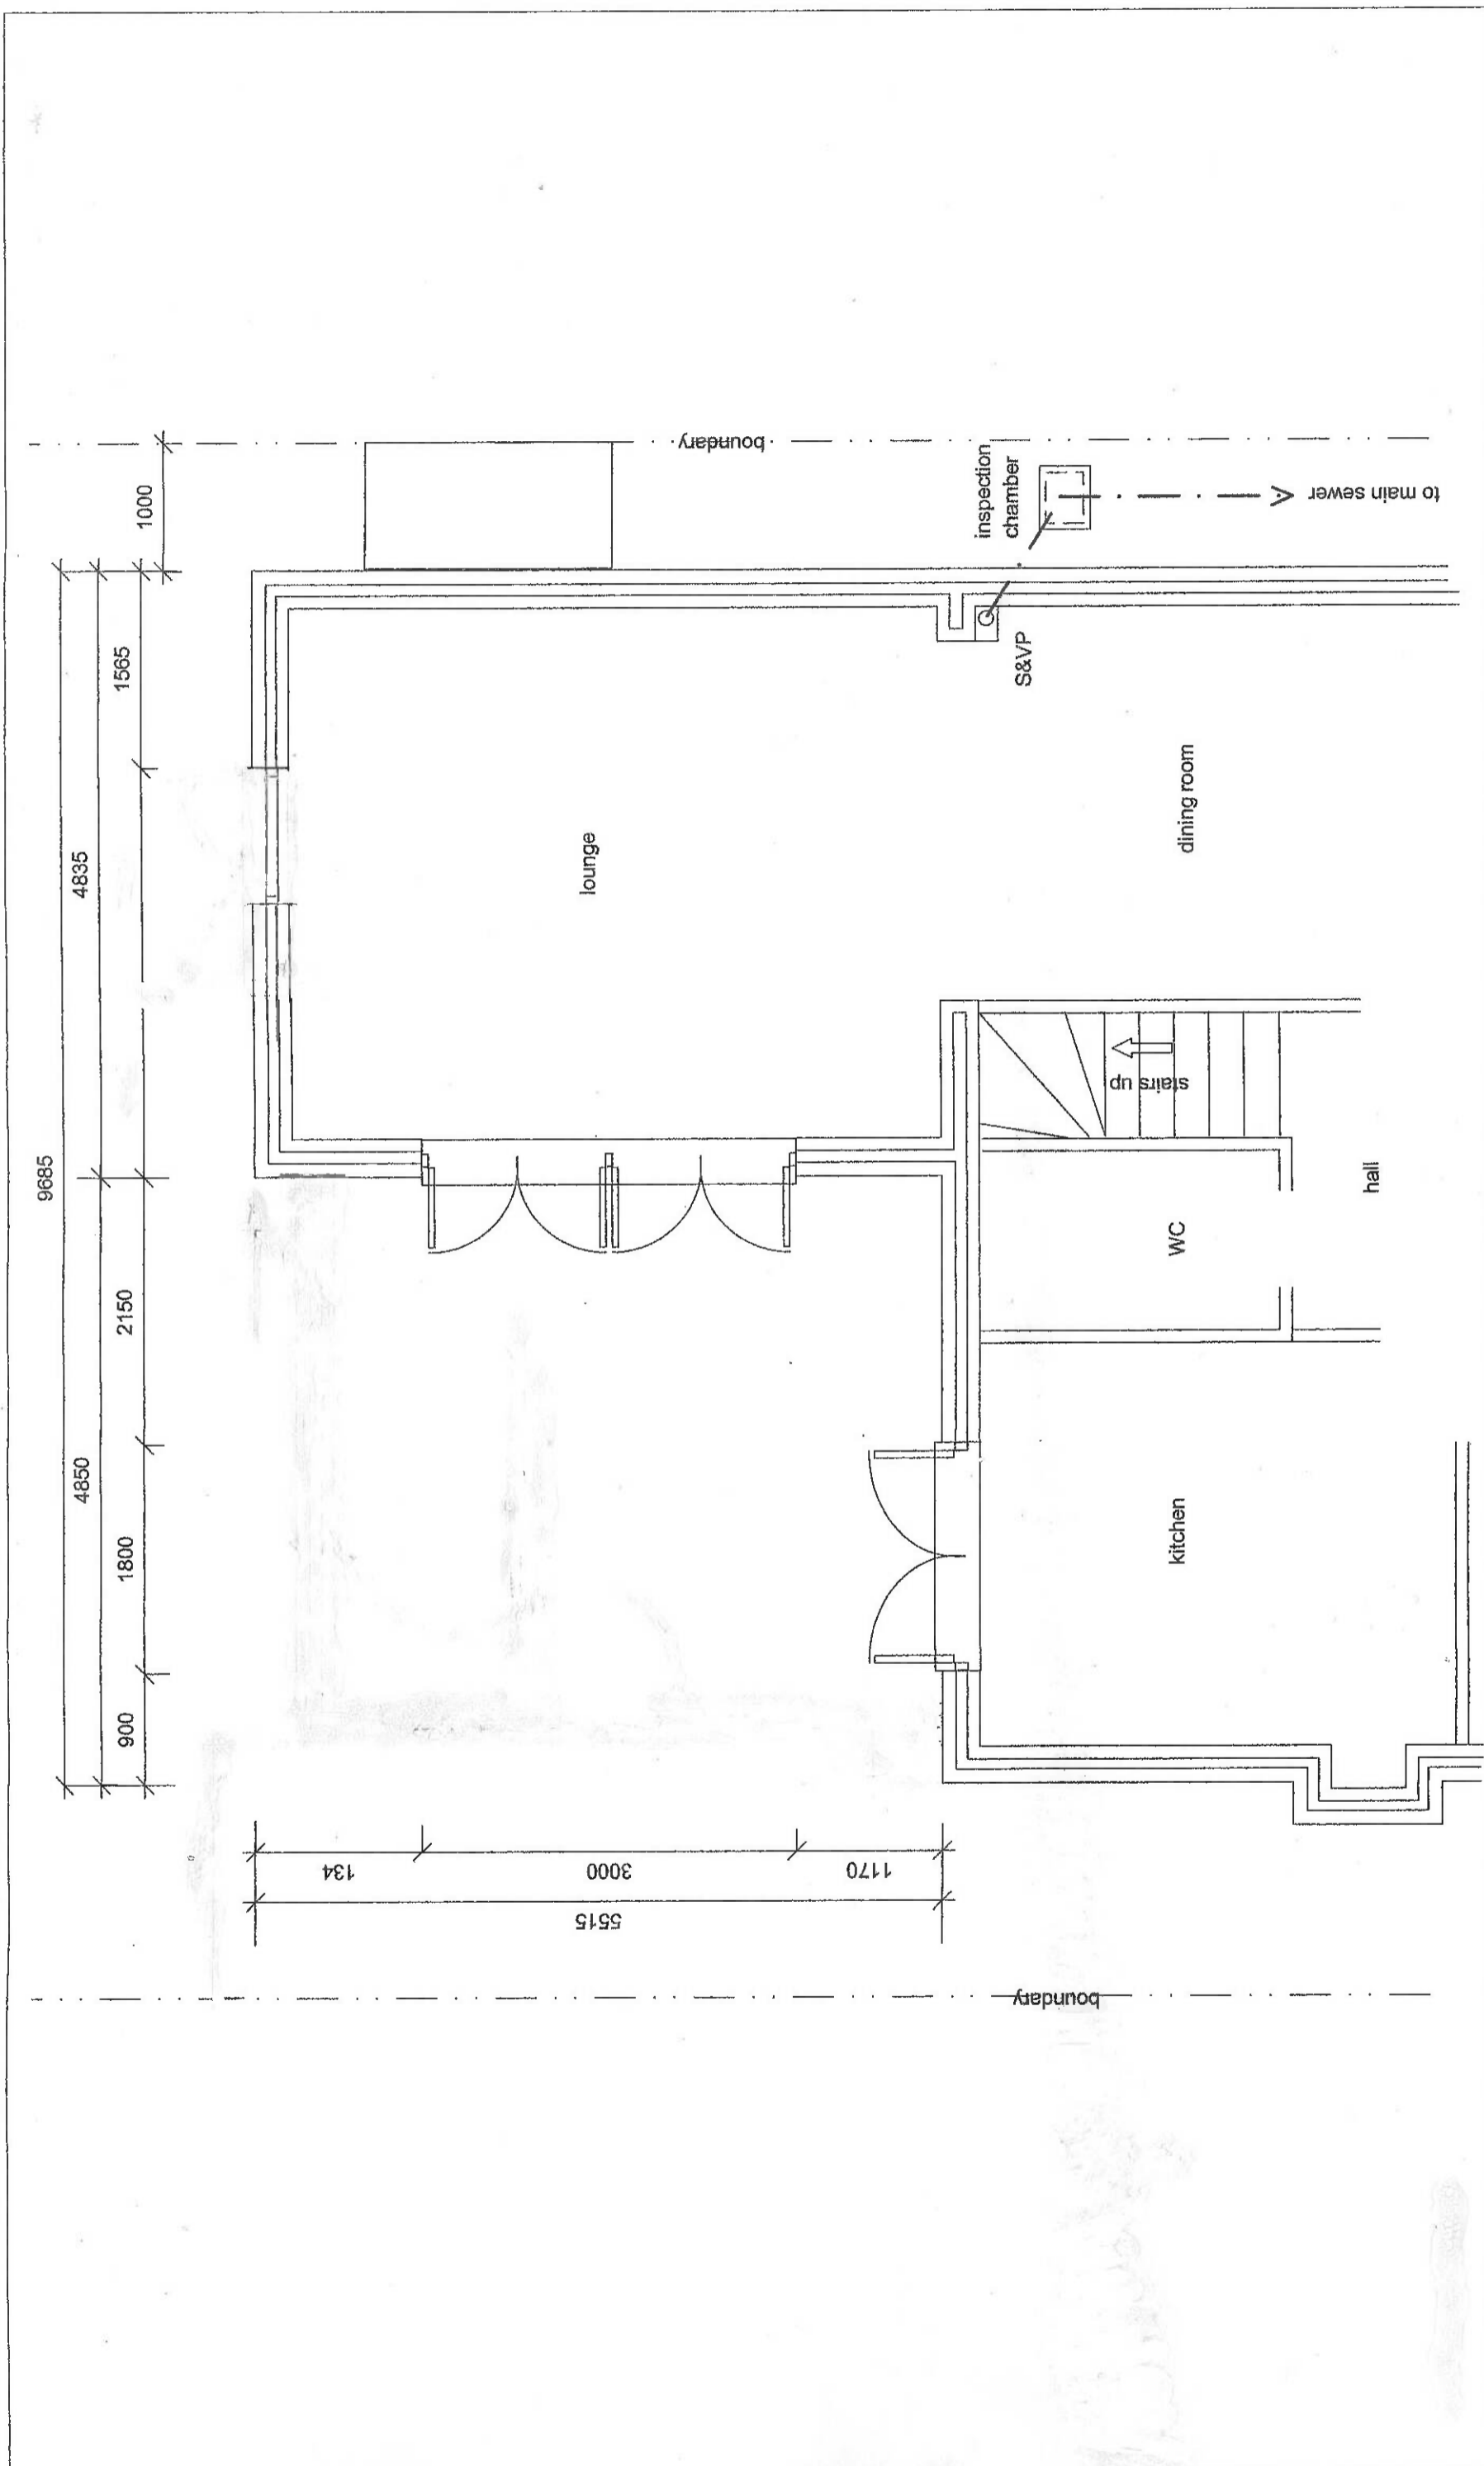 9685
4850
4835
900
1800
2150
1565
1000
boundary
5515
134
3000
1170
lounge
boundary
inspection
chamber
S&VP
to main sewer
boundary
kitchen
WC
stairs up
dining room
hall